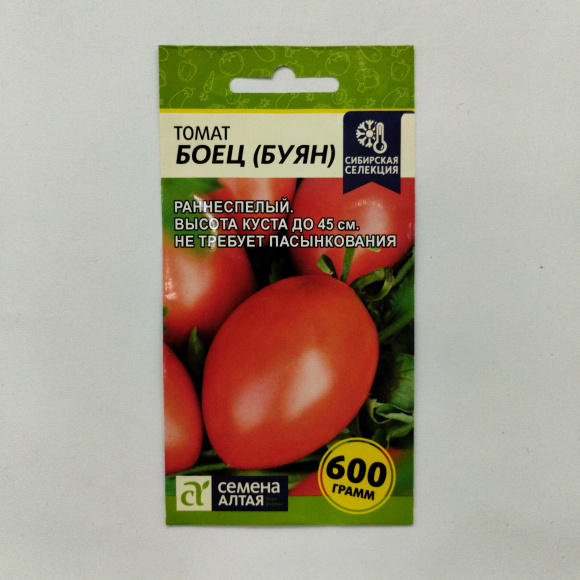 ТОМАТ
БОЕЦ (БУЯН)
СИБИРСКАЯ
СЕЛЕКЦИЯ
РАННЕСПЕЛЫЙ.
ВЫСОТА КУСТА ДО 45 см.
НЕ ТРЕБУЕТ ПАСЫНКОВАНИЯ
600
ГРАММ
семена
АЛТАЯ